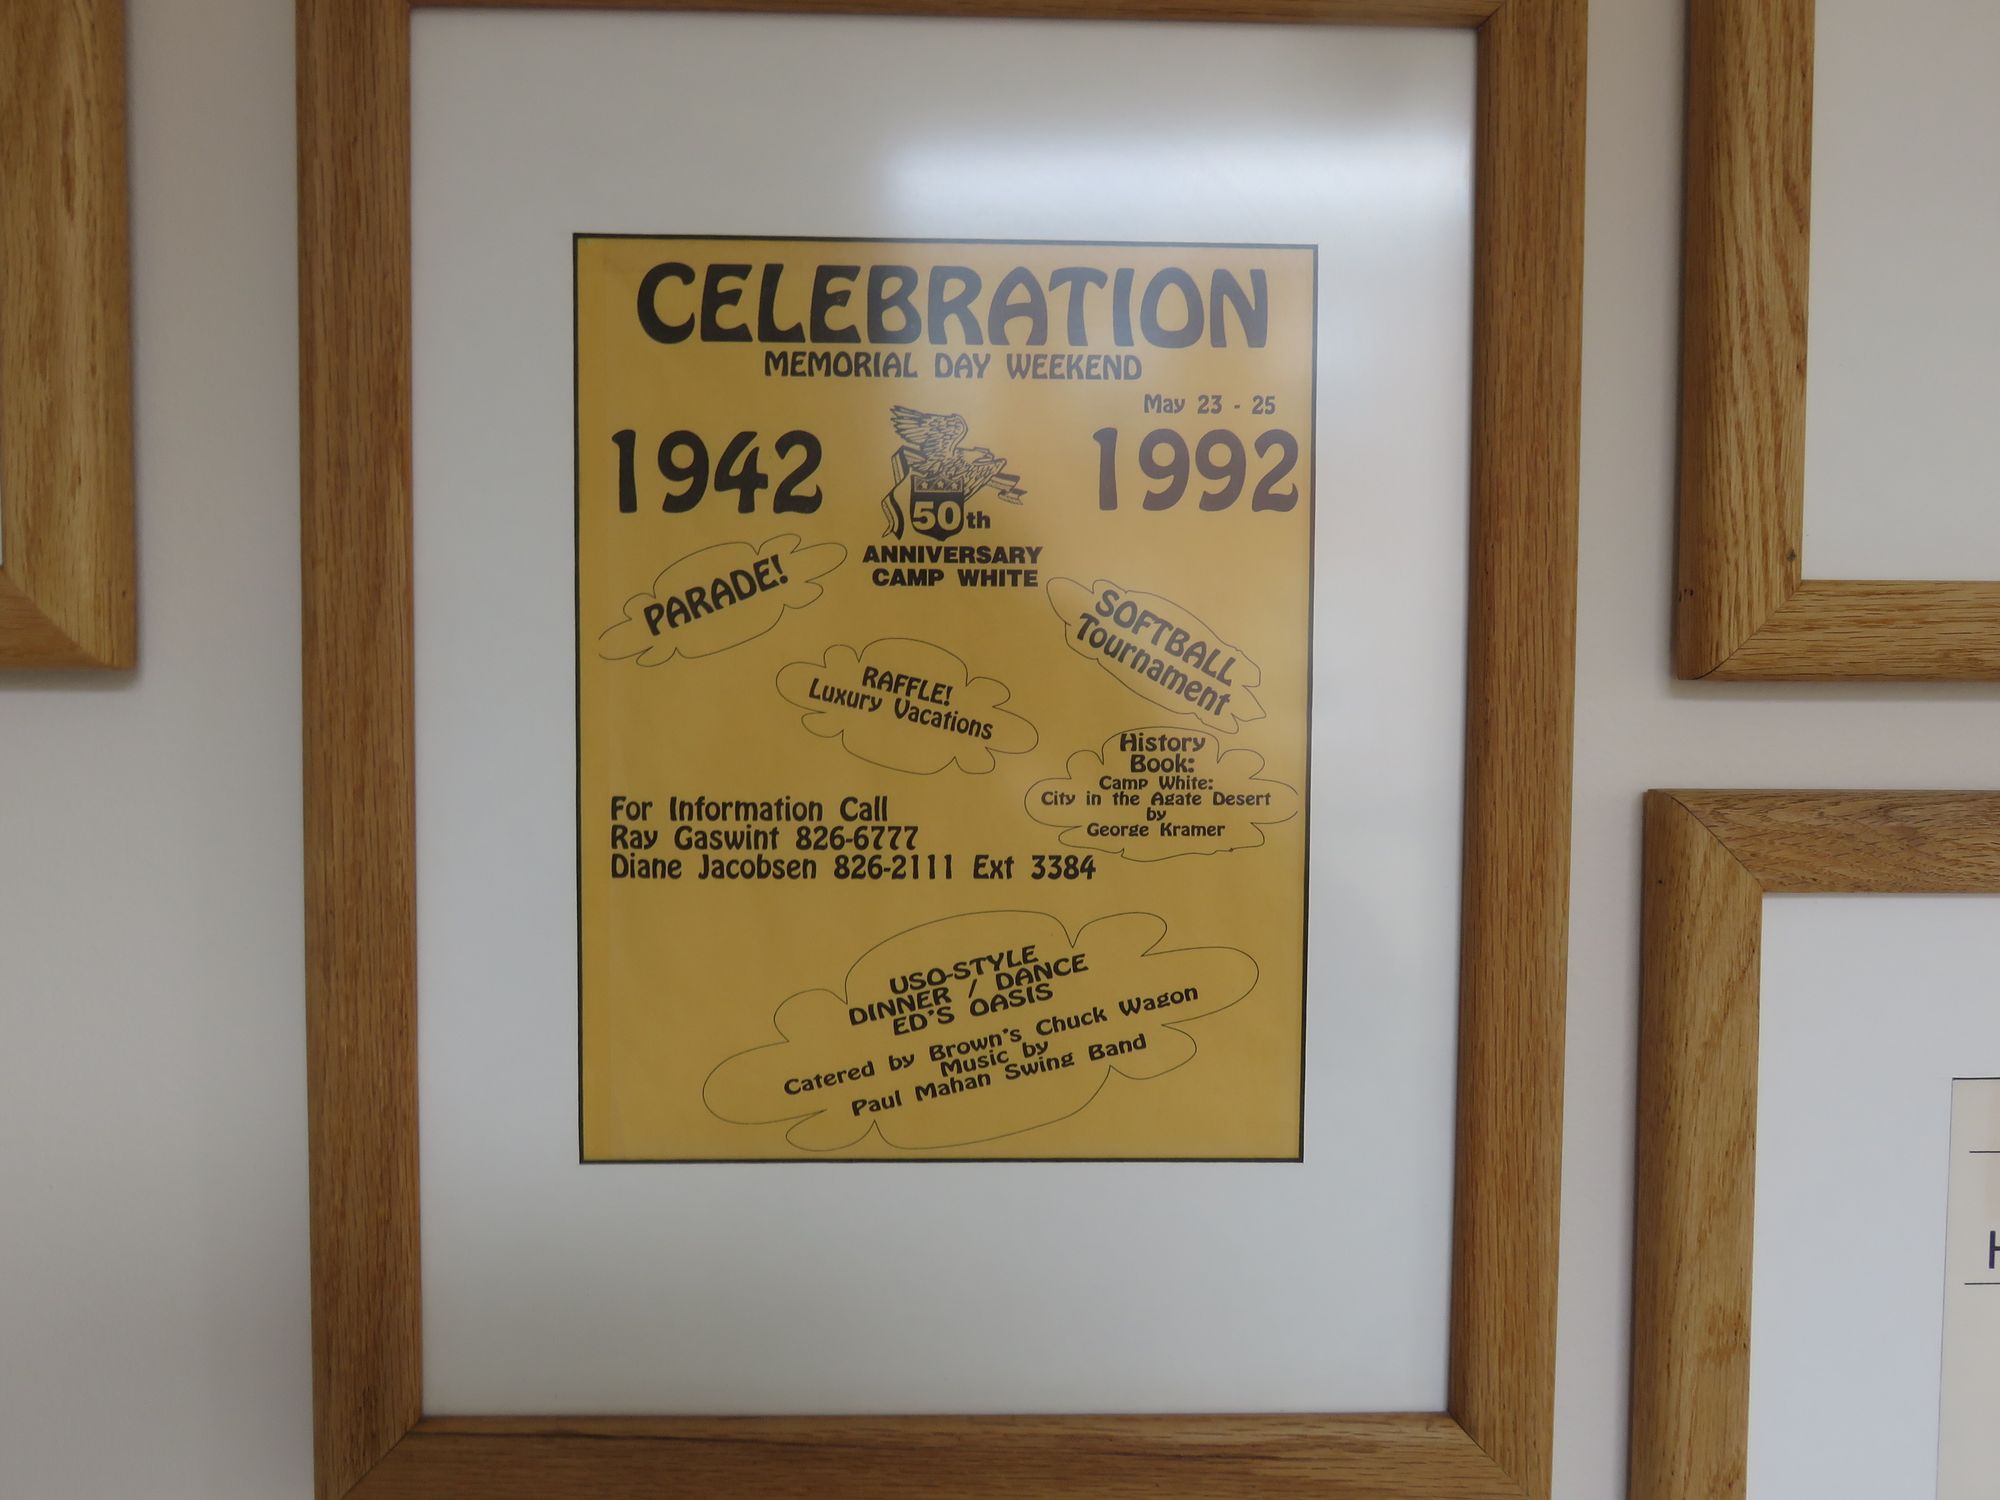 CELEBRATION
MEMORIAL DAY WEEKEND
May 23 - 25
1942
1992
50th
ANNIVERSARY
CAMP WHITE
PARADE!
SOFTBALL
Tournament
RAFFLE!
Luxury Vacations
History
Book:
Camp White:
City in the Agate Desert
by
George Kramer
For Information Call
Ray Gaswint 826-6777
Diane Jacobsen 826-2111 Ext 3384
USO-STYLE
DINNER / DANCE
ED'S OASIS
Catered by Brown's Chuck Wagon
Music by
Paul Mahan Swing Band
H